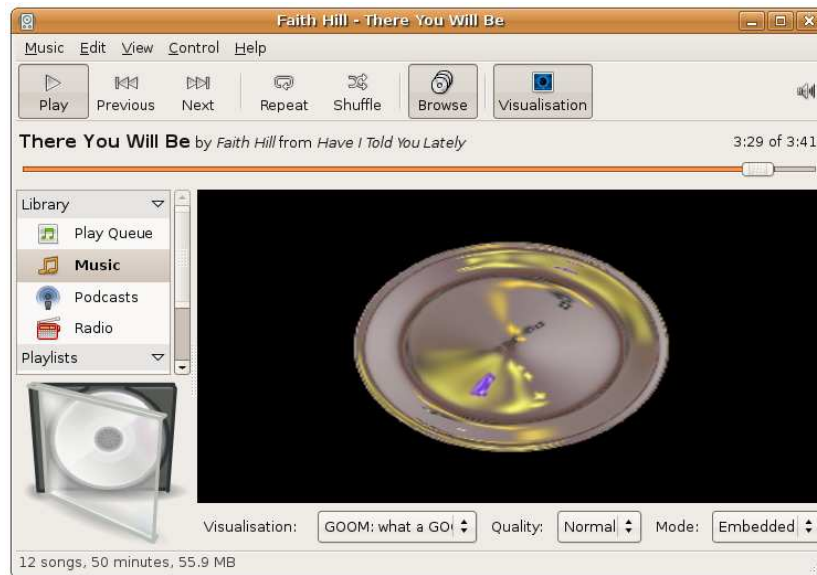 Faith Hill - There You Will Be
Music Edit View Control Help
Play Previous Next Repeat Shuffle Browse Visualisation
There You Will Be by Faith Hill from Have I Told You Lately 3:29 of 3:41
Library
Play Queue
Music
Podcasts
Radio
Playlists
Visualisation: GOOM: what a GO Quality: Normal Mode: Embedded
12 songs, 50 minutes, 55.9 MB